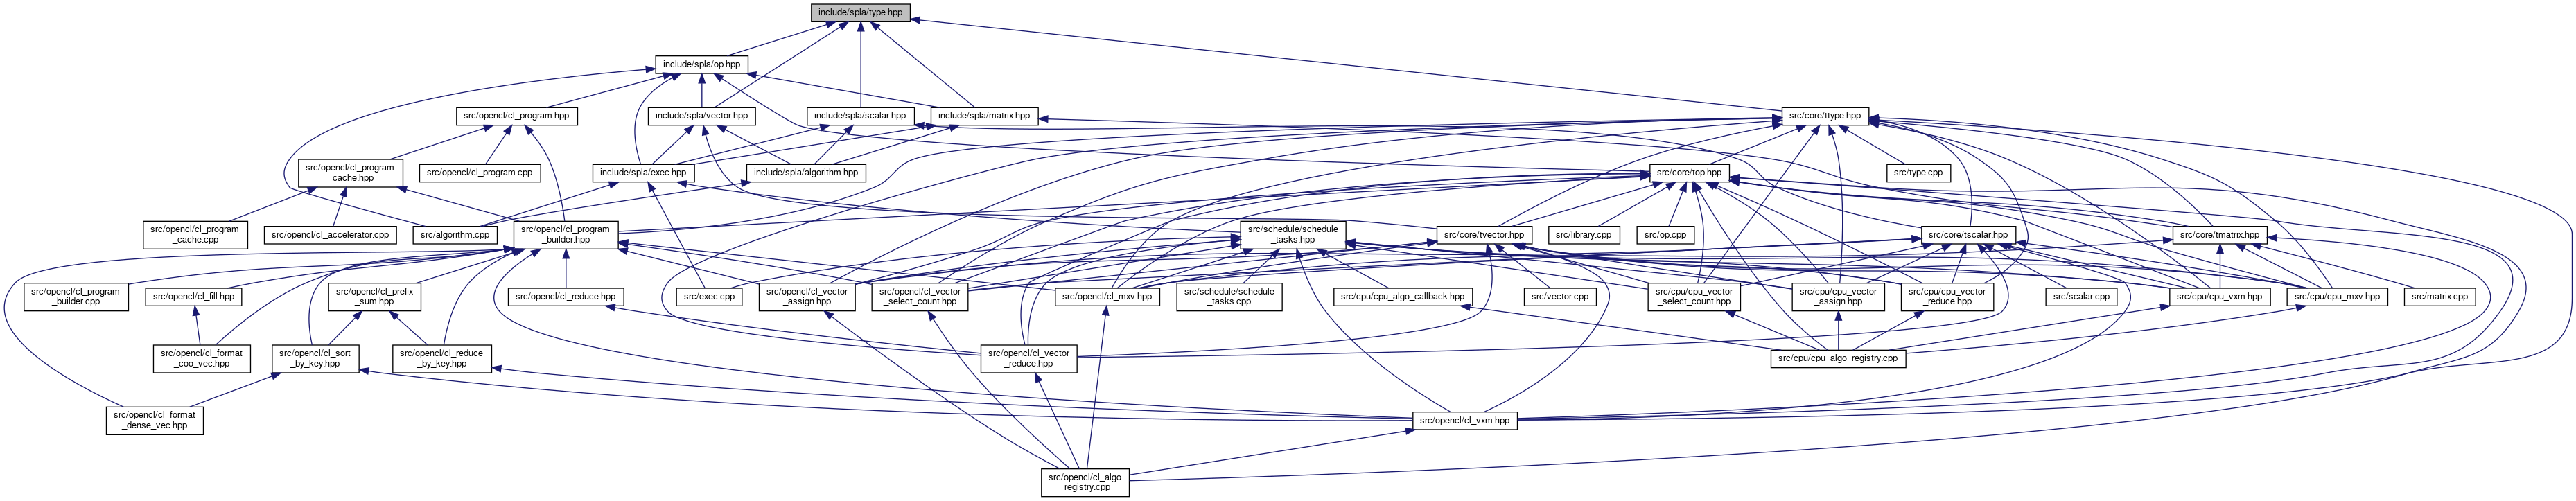 include/spla/type.hpp
include/spla/op.hpp
src/opencl/cl_program.hpp
include/spla/vector.hpp
include/spla/scalar.hpp
include/spla/matrix.hpp
src/core/ttype.hpp
src/opencl/cl_program
_cache.hpp
src/opencl/cl_program.cpp
include/spla/exec.hpp
include/spla/algorithm.hpp
src/core/top.hpp
src/type.cpp
src/opencl/cl_program
_cache.cpp
src/opencl/cl_accelerator.cpp
src/algorithm.cpp
src/opencl/cl_program
_builder.hpp
src/schedule/schedule
_tasks.hpp
src/core/tvector.hpp
src/library.cpp
src/op.cpp
src/core/tscalar.hpp
src/core/tmatrix.hpp
src/opencl/cl_program
_builder.cpp
src/opencl/cl_fill.hpp
src/opencl/cl_prefix
_sum.hpp
src/opencl/cl_reduce.hpp
src/exec.cpp
src/opencl/cl_vector
_assign.hpp
src/opencl/cl_vector
_select_count.hpp
src/opencl/cl_mxv.hpp
src/schedule/schedule
_tasks.cpp
src/cpu/cpu_algo_callback.hpp
src/vector.cpp
src/cpu/cpu_vector
_select_count.hpp
src/cpu/cpu_vector
_assign.hpp
src/cpu/cpu_vector
_reduce.hpp
src/scalar.cpp
src/cpu/cpu_vxm.hpp
src/cpu/cpu_mxv.hpp
src/matrix.cpp
src/opencl/cl_format
_coo_vec.hpp
src/opencl/cl_sort
_by_key.hpp
src/opencl/cl_reduce
_by_key.hpp
src/opencl/cl_vector
_reduce.hpp
src/cpu/cpu_algo_registry.cpp
src/opencl/cl_format
_dense_vec.hpp
src/opencl/cl_vxm.hpp
src/opencl/cl_algo
_registry.cpp